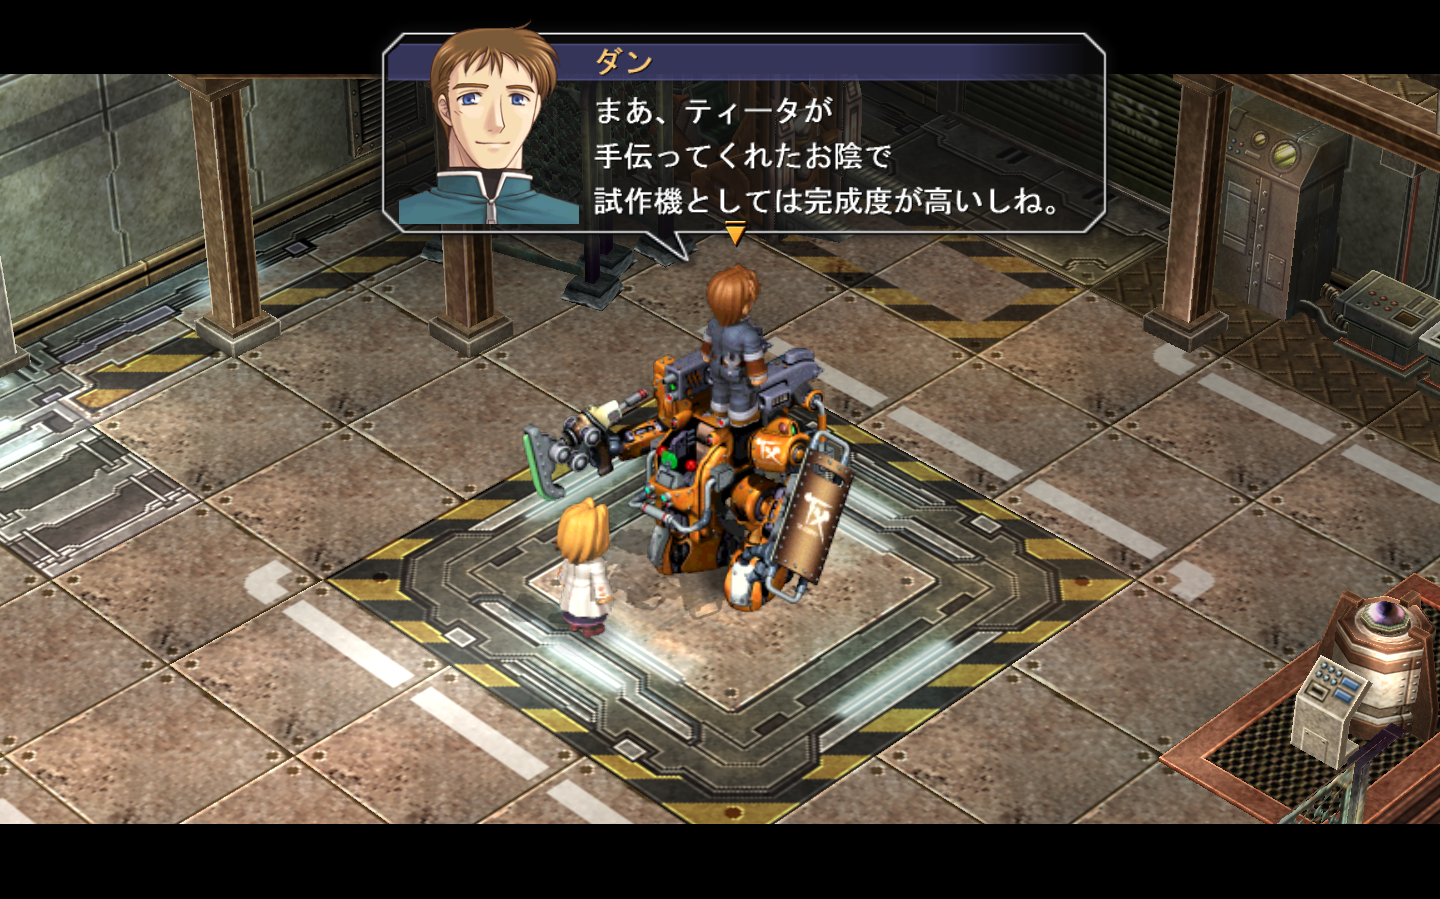 ダン
まあ、ティータが
手伝ってくれたお陰で
試作機としては完成度が高いしね。